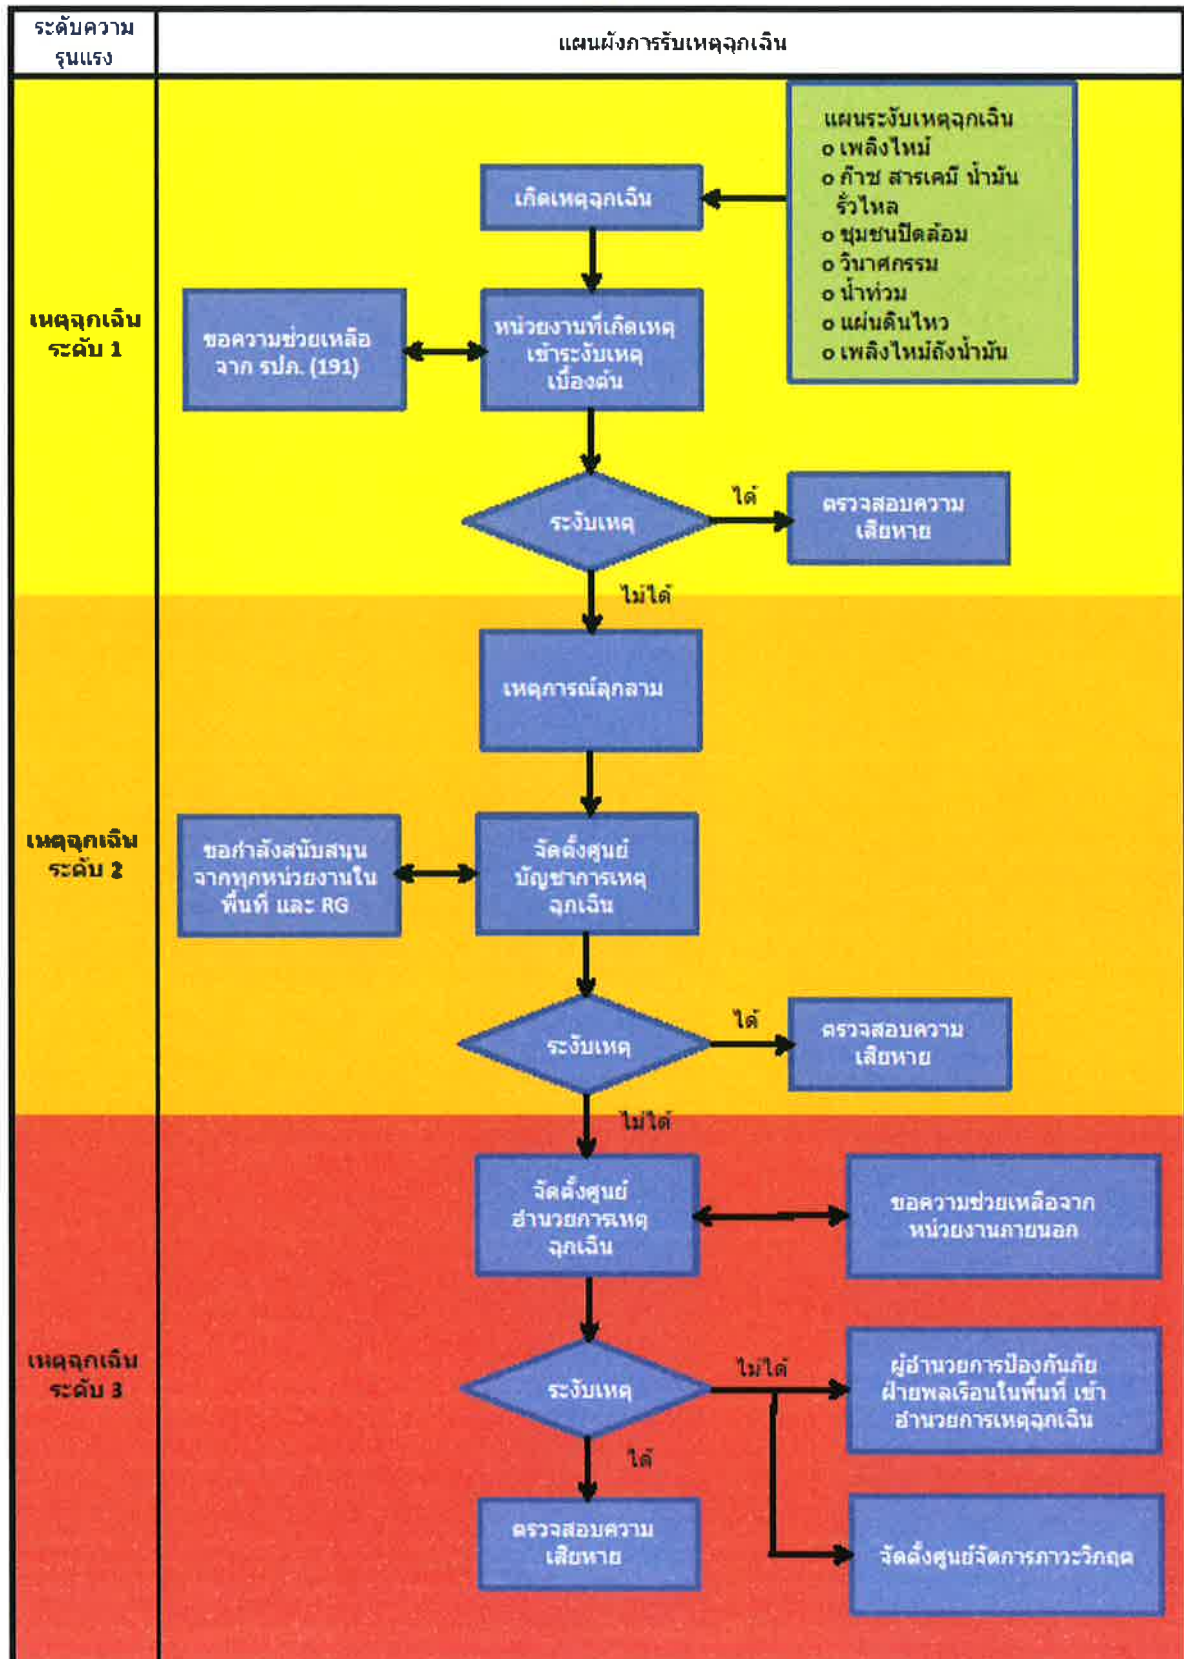 ระดับความ
รุนแรง
แผนผังการรับเหตุฉุกเฉิน
แผนระงับเหตุฉุกเฉิน
o เพลิงไหม้
o ก๊าซ สารเคมี น้ำมัน
รั่วไหล
o ชุมชนปิดล้อม
o วินาศกรรม
o น้ำท่วม
o แผ่นดินไหว
o เพลิงไหม้ถังน้ำมัน
เกิดเหตุฉุกเฉิน
เหตุฉุกเฉิน
ระดับ 1
ขอความช่วยเหลือ
จาก รปภ. (191)
หน่วยงานที่เกิดเหตุ
เข้าระงับเหตุ
เบื้องต้น
ระงับเหตุ
ได้
ตรวจสอบความ
เสียหาย
ไม่ได้
เหตุการณ์ลุกลาม
เหตุฉุกเฉิน
ระดับ 2
ขอกำลังสนับสนุน
จากทุกหน่วยงานใน
พื้นที่ และ RG
จัดตั้งศูนย์
บัญชาการเหตุ
ฉุกเฉิน
ระงับเหตุ
ได้
ตรวจสอบความ
เสียหาย
ไม่ได้
จัดตั้งศูนย์
อำนวยการเหตุ
ฉุกเฉิน
ขอความช่วยเหลือจาก
หน่วยงานภายนอก
เหตุฉุกเฉิน
ระดับ 3
ระงับเหตุ
ไม่ได้
ผู้อำนวยการป้องกันภัย
ฝ่ายพลเรือนในพื้นที่ เข้า
อำนวยการเหตุฉุกเฉิน
ได้
ตรวจสอบความ
เสียหาย
จัดตั้งศูนย์จัดการภาวะวิกฤต